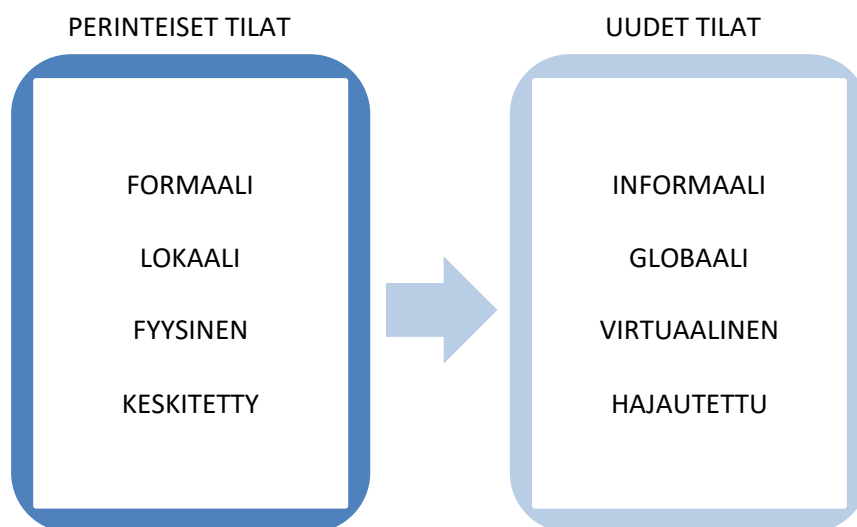 PERINTEISET TILAT
FORMAALI
LOKAALI
FYYSINEN
KESKITETTY
UUDET TILAT
INFORMAALI
GLOBAALI
VIRTUAALINEN
HAJAUTETTU